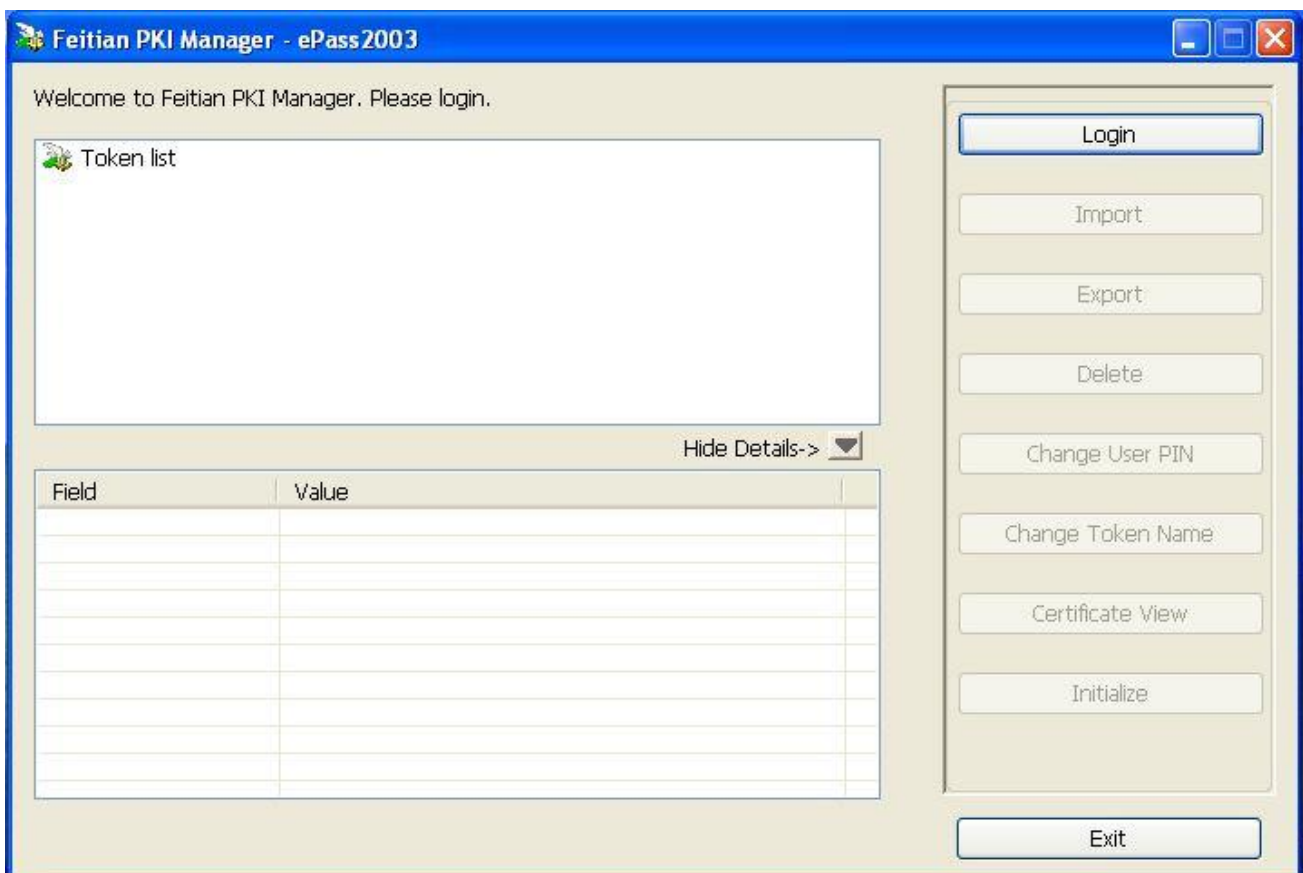 Feitian PKI Manager - ePass2003
Welcome to Feitian PKI Manager. Please login.
Token list
Hide Details->
Field Value
Login
Import
Export
Delete
Change User PIN
Change Token Name
Certificate View
Initialize
Exit